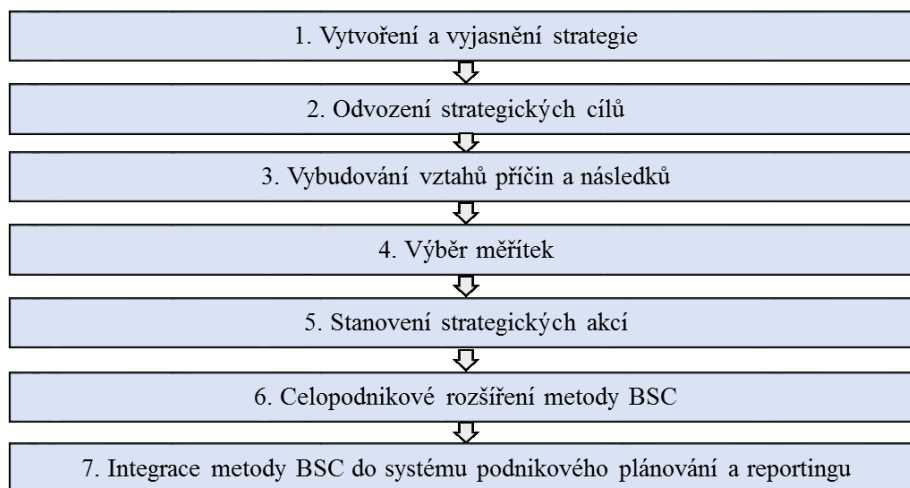 1. Vytvoření a vyjasnění strategie
2. Odvození strategických cílů
3. Vybudování vztahů příčin a následků
4. Výběr měřítek
5. Stanovení strategických akcí
6. Celopodnikové rozšíření metody BSC
7. Integrace metody BSC do systému podnikového plánování a reportingu